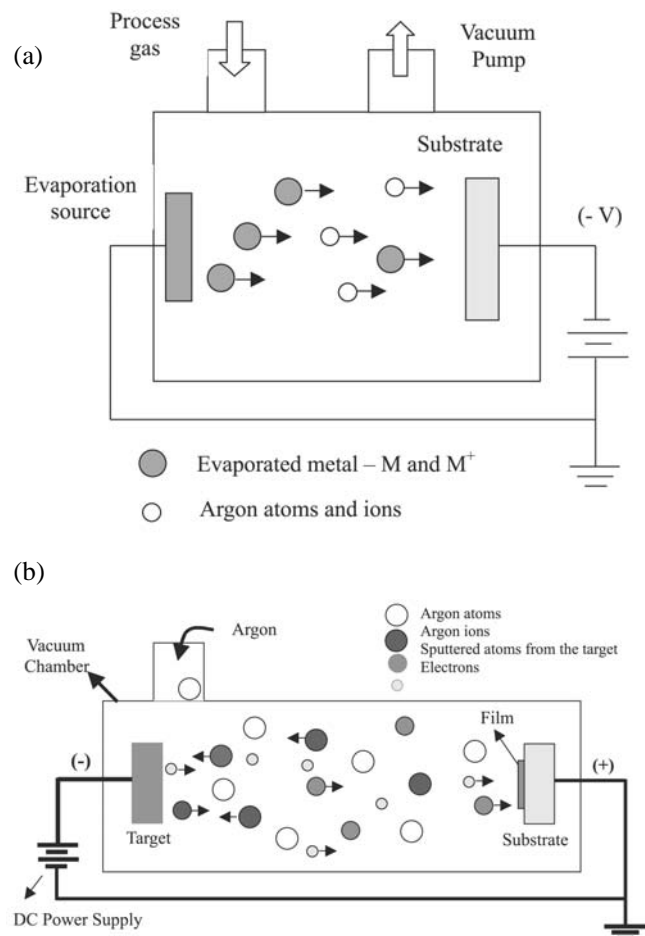 (a)
Process
gas
Vacuum
Pump
Substrate
Evaporation
source
(- V)
Evaporated metal – M and M⁺
Argon atoms and ions
(b)
Argon atoms
Argon ions
Sputtered atoms from the target
Electrons
Argon
Vacuum
Chamber
Film
(-)
(+)
Target
Substrate
DC Power Supply